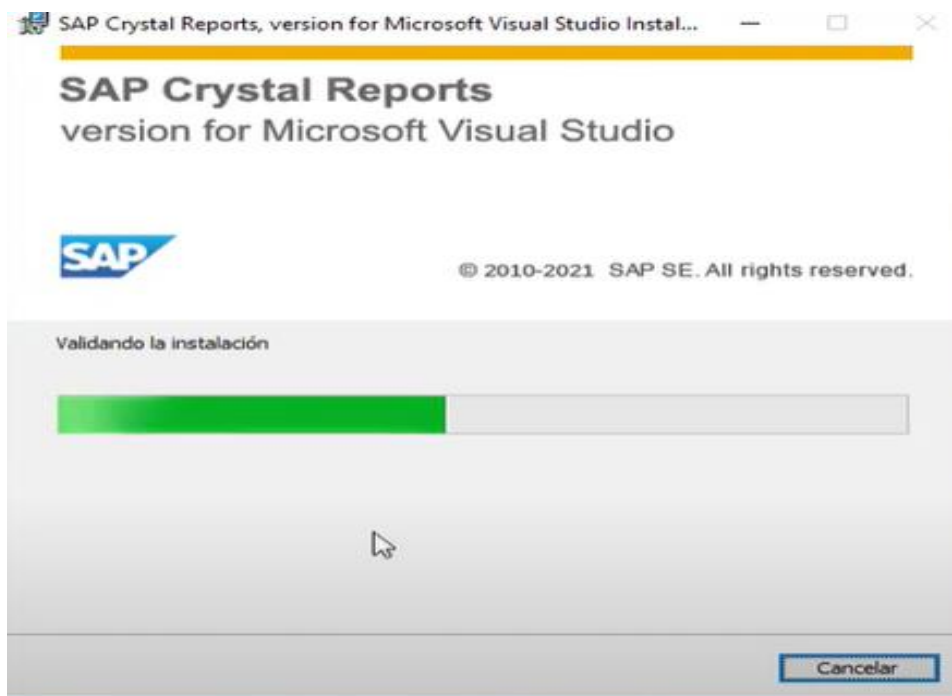 SAP Crystal Reports, version for Microsoft Visual Studio Instal...
SAP Crystal Reports
version for Microsoft Visual Studio
SAP
© 2010-2021 SAP SE. All rights reserved.
Validando la instalación
Cancelar